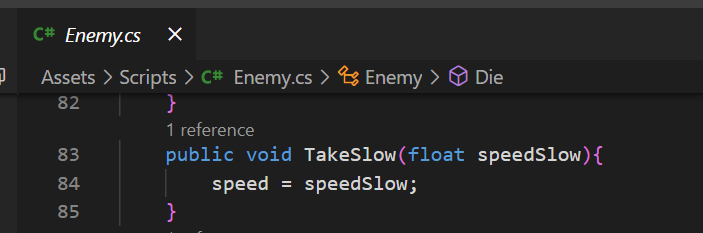 C# Enemy.cs ×
Assets > Scripts > C# Enemy.cs > Enemy > Die
82 }
1 reference
83 public void TakeSlow(float speedSlow){
84 speed = speedSlow;
85 }